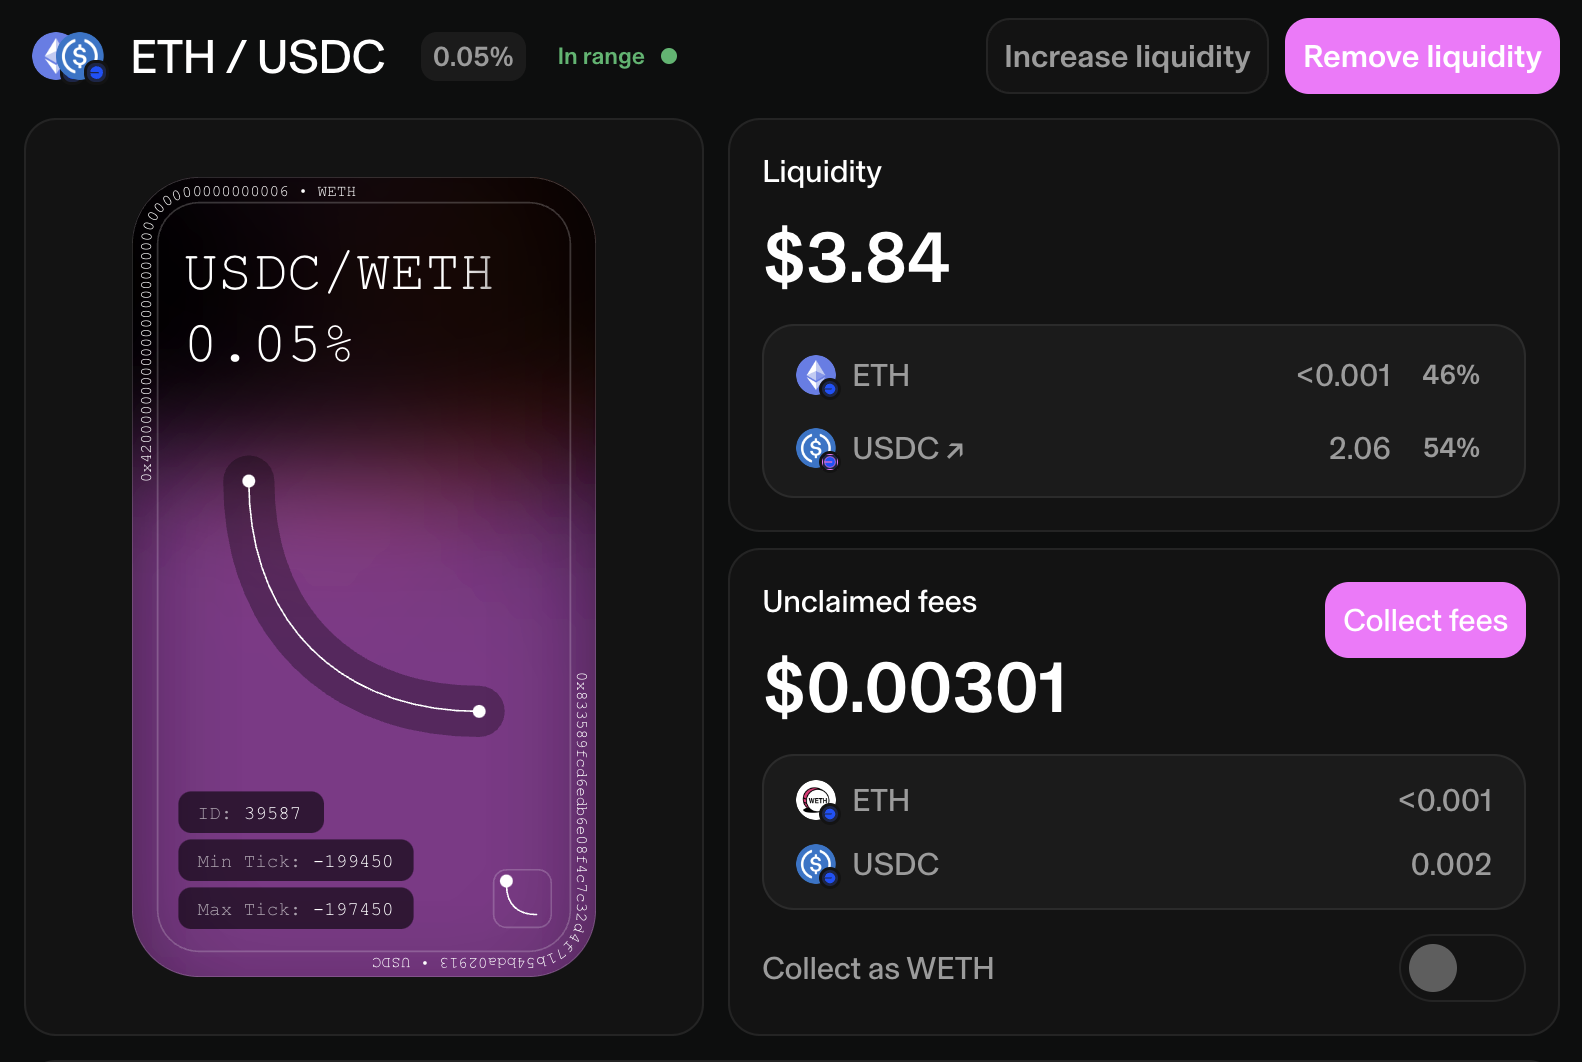 ETH / USDC
0.05%
In range
Increase liquidity
Remove liquidity
WETH
USDC/WETH
0.05%
ID: 39587
Min Tick: -199450
Max Tick: -197450
0x833589fcd6edb6e08f4c7c32d4f71b54bda02913 • USDC
Liquidity
$3.84
ETH <0.001 46%
USDC ↗ 2.06 54%
Unclaimed fees
Collect fees
$0.00301
WETH
ETH <0.001
USDC 0.002
Collect as WETH